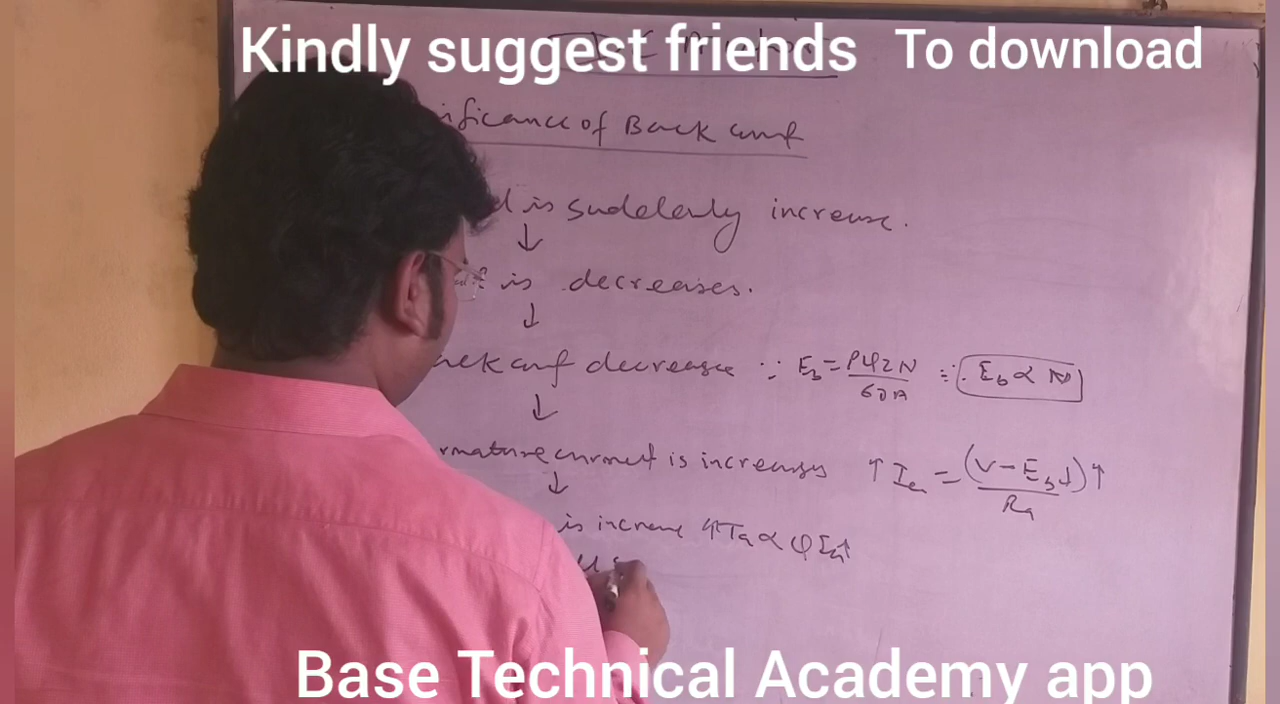 Kindly suggest friends To download
ificance of Back emf
d is suddenly increase.
↓
is decreases.
↓
ack emf decrease ∵ Eb = PφZN / 60A ∴ Eb ∝ N
↓
rmature current is increases ↑ Ia = (V - Eb↓)↑ / Ra
↓
is increase ↑Ta ∝ φ Ia↑
Base Technical Academy app